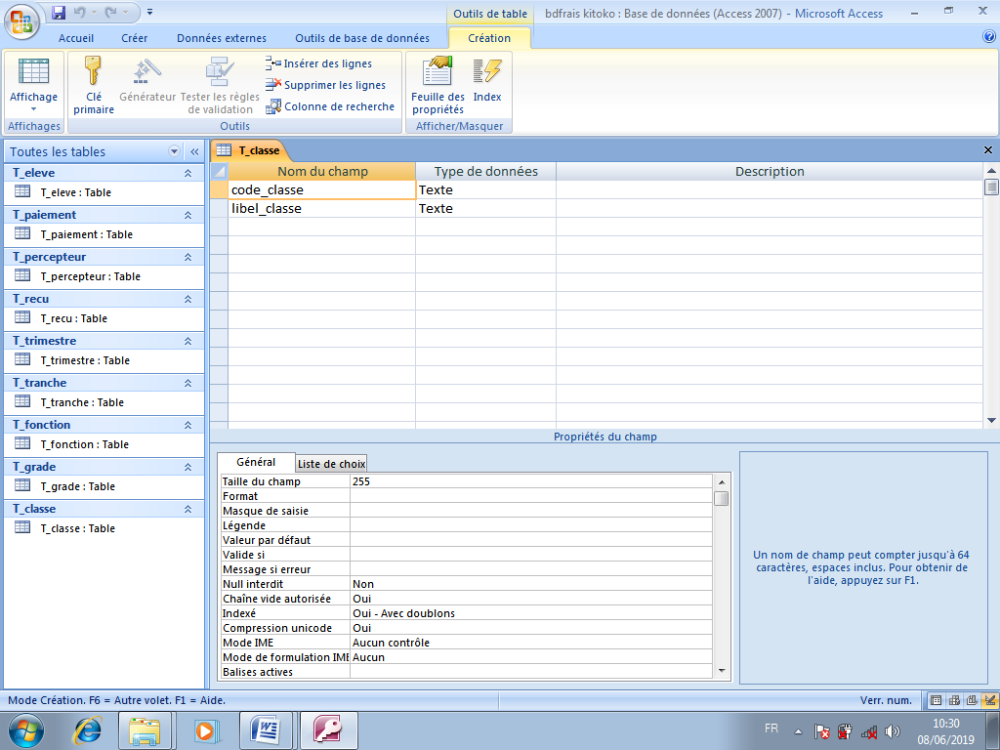 Outils de table
bdfrais kitoko : Base de données (Access 2007) - Microsoft Access
Accueil
Créer
Données externes
Outils de base de données
Création
Affichage
Clé primaire
Générateur
Tester les règles de validation
Insérer des lignes
Supprimer les lignes
Colonne de recherche
Feuille des propriétés
Index
Affichages
Outils
Afficher/Masquer
Toutes les tables
T_eleve
T_eleve : Table
T_paiement
T_paiement : Table
T_percepteur
T_percepteur : Table
T_recu
T_recu : Table
T_trimestre
T_trimestre : Table
T_tranche
T_tranche : Table
T_fonction
T_fonction : Table
T_grade
T_grade : Table
T_classe
T_classe : Table
T_classe
Nom du champ Type de données Description
code_classe Texte
libel_classe Texte
Propriétés du champ
Général Liste de choix
Taille du champ 255
Format
Masque de saisie
Légende
Valeur par défaut
Valide si
Message si erreur
Null interdit Non
Chaîne vide autorisée Oui
Indexé Oui - Avec doublons
Compression unicode Oui
Mode IME Aucun contrôle
Mode de formulation IME Aucun
Balises actives
Un nom de champ peut compter jusqu'à 64
caractères, espaces inclus. Pour obtenir de
l'aide, appuyez sur F1.
Mode Création. F6 = Autre volet. F1 = Aide.
Verr. num.
FR
10:30
08/06/2019